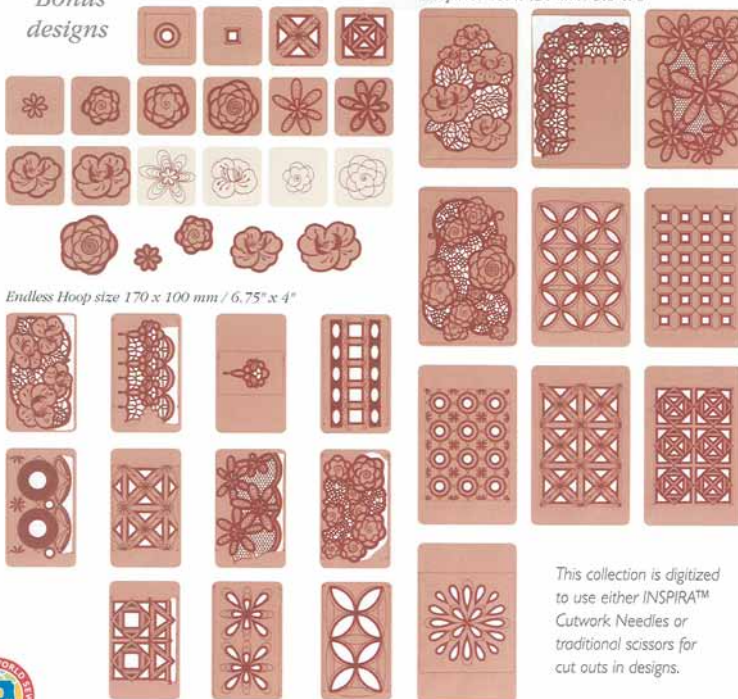 Bonus
designs
Endless Hoop size 170 x 100 mm / 6.75" x 4"
This collection is digitized
to use either INSPIRA™
Cutwork Needles or
traditional scissors for
cut outs in designs.